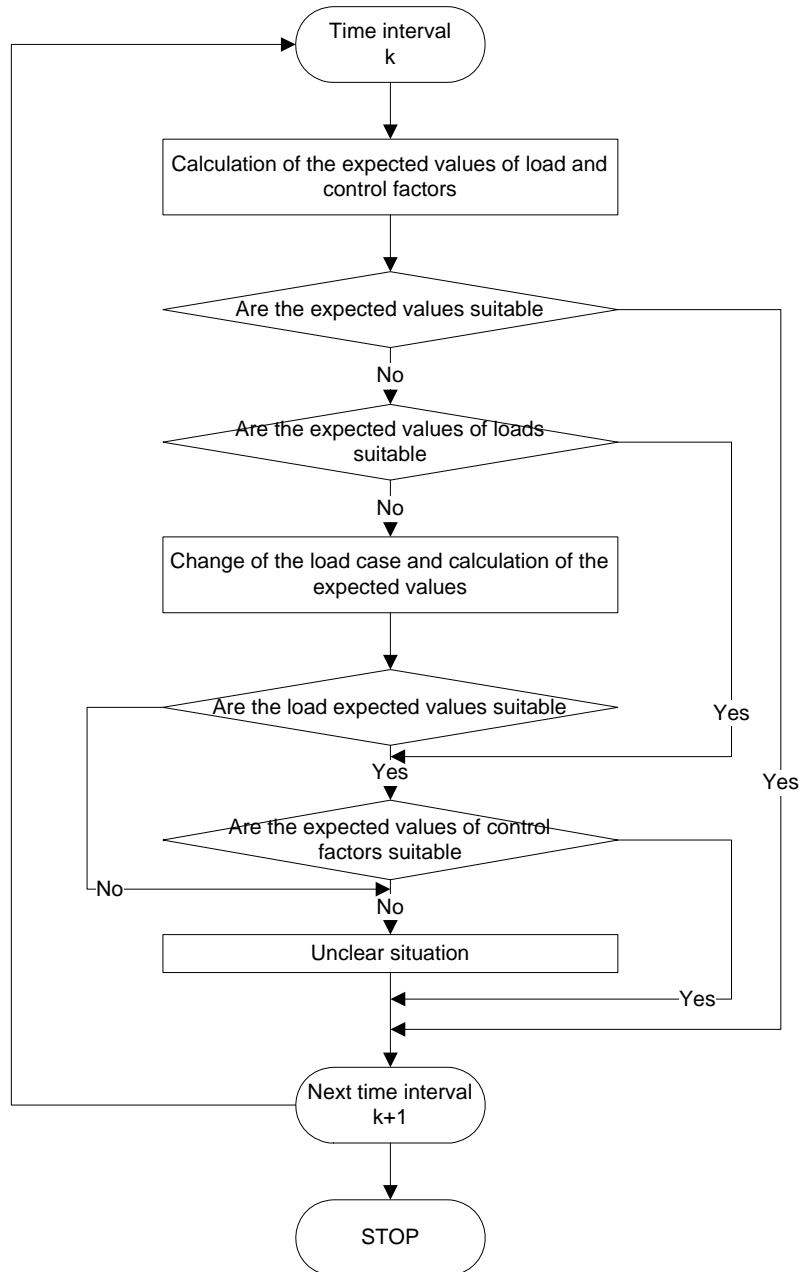 Time interval
k
Calculation of the expected values of load and
control factors
Are the expected values suitable
No
Are the expected values of loads
suitable
No
Change of the load case and calculation of the
expected values
Are the load expected values suitable
Yes
Yes
Yes
Are the expected values of control
factors suitable
No
No
Unclear situation
Yes
Next time interval
k+1
STOP